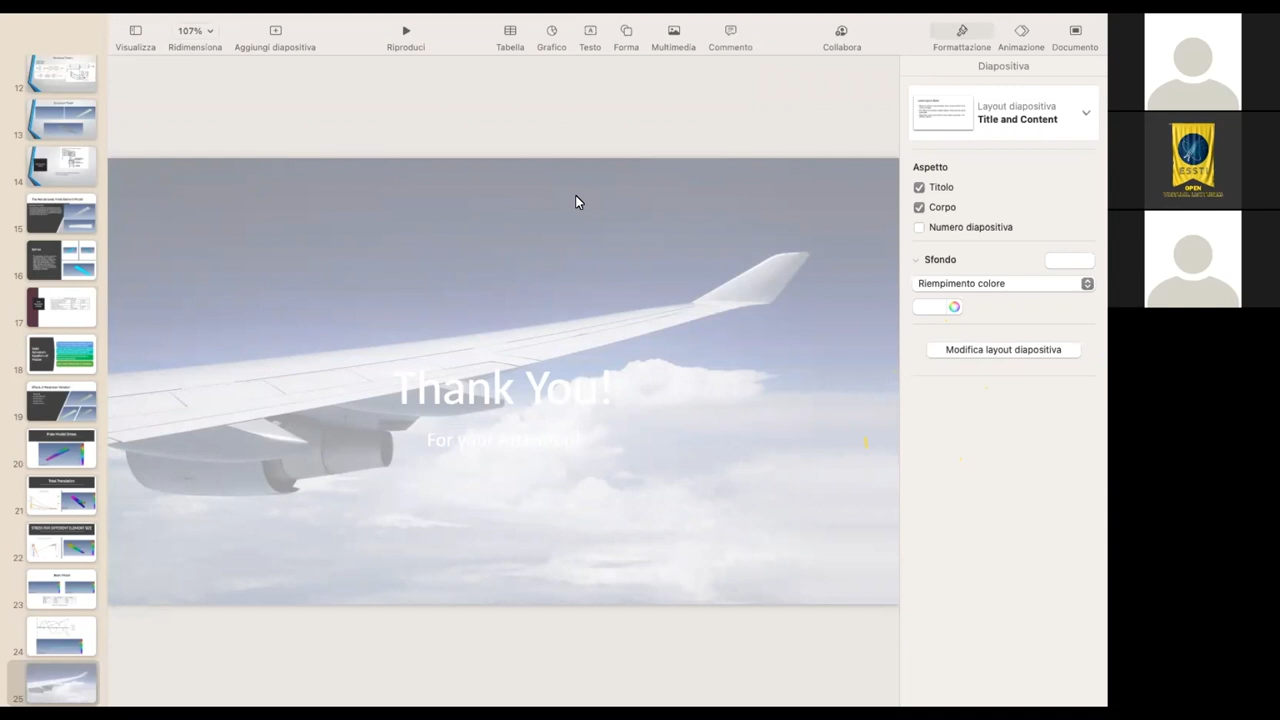 107%
Visualizza
Ridimensiona
Aggiungi diapositiva
Riproduci
Tabella
Grafico
Testo
Forma
Multimedia
Commento
Collabora
Formattazione
Animazione
Documento
12
13
14
15
16
17
18
19
20
21
22
23
24
25
Thank You!
For your attention!
Diapositiva
Layout diapositiva
Title and Content
Aspetto
Titolo
Corpo
Numero diapositiva
Sfondo
Riempimento colore
Modifica layout diapositiva
ESSTI
OPEN